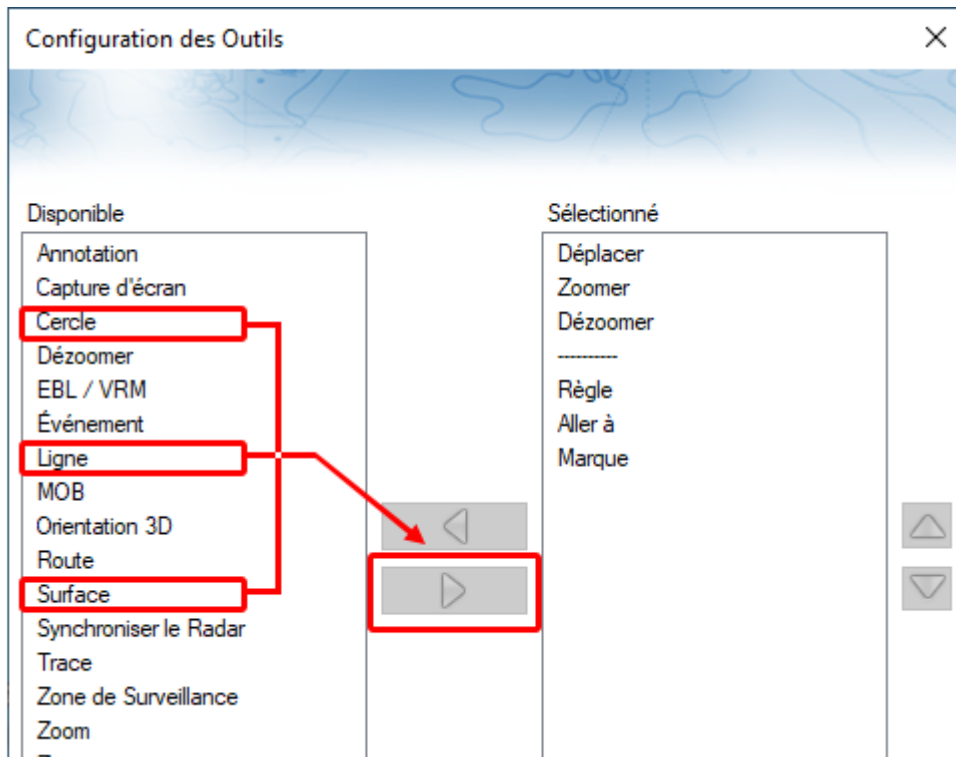 Configuration des Outils
Disponible
Annotation
Capture d'écran
Cercle
Dézoomer
EBL / VRM
Événement
Ligne
MOB
Orientation 3D
Route
Surface
Synchroniser le Radar
Trace
Zone de Surveillance
Zoom
Sélectionné
Déplacer
Zoomer
Dézoomer
----------
Règle
Aller à
Marque